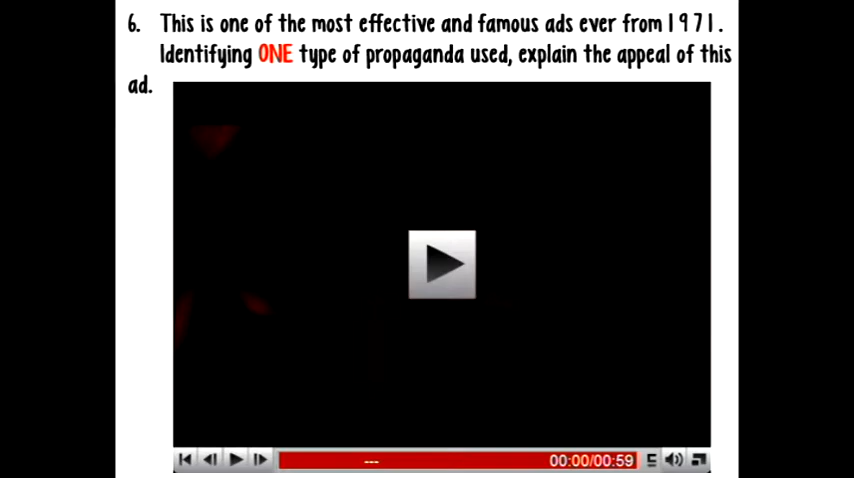 6. This is one of the most effective and famous ads ever from 1971.
Identifying ONE type of propaganda used, explain the appeal of this
ad.
--- 00:00/00:59